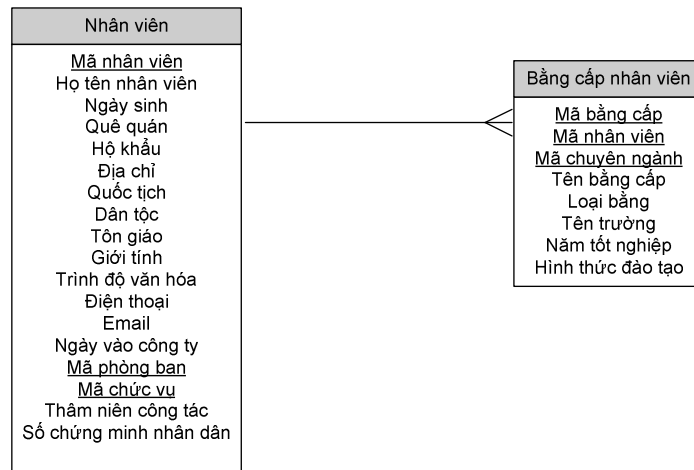 Nhân viên
Mã nhân viên
Họ tên nhân viên
Ngày sinh
Quê quán
Hộ khẩu
Địa chỉ
Quốc tịch
Dân tộc
Tôn giáo
Giới tính
Trình độ văn hóa
Điện thoại
Email
Ngày vào công ty
Mã phòng ban
Mã chức vụ
Thâm niên công tác
Số chứng minh nhân dân
Bằng cấp nhân viên
Mã bằng cấp
Mã nhân viên
Mã chuyên ngành
Tên bằng cấp
Loại bằng
Tên trường
Năm tốt nghiệp
Hình thức đào tạo